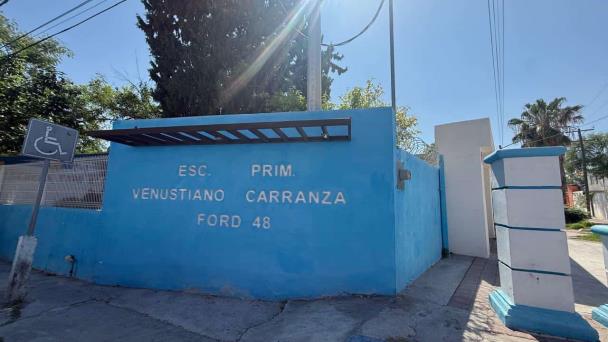 ESC. PRIM.
VENUSTIANO CARRANZA
FORD 48